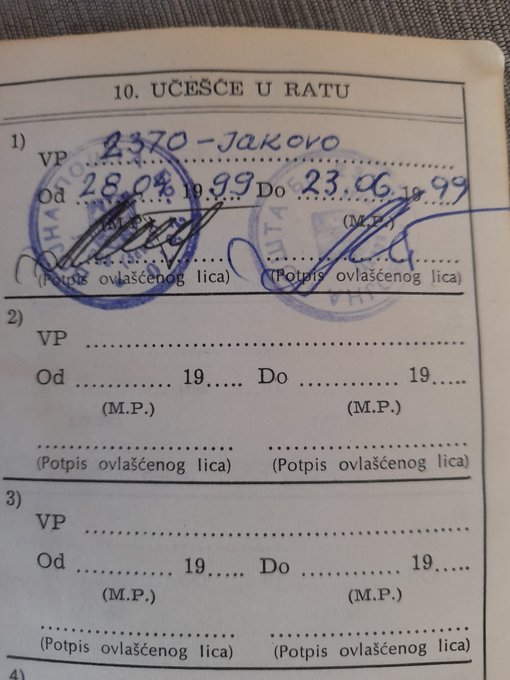 10. UČEŠĆE U RATU
1)
VP 2370-Jakovo
Od 28.04 1999 Do 23.06.1999
(M.P.) (M.P.)
(Potpis ovlašćenog lica) (Potpis ovlašćenog lica)
2)
VP
Od 19 Do 19
(M.P.) (M.P.)
(Potpis ovlašćenog lica) (Potpis ovlašćenog lica)
3)
VP
Od 19 Do 19
(M.P.) (M.P.)
(Potpis ovlašćenog lica) (Potpis ovlašćenog lica)
4)